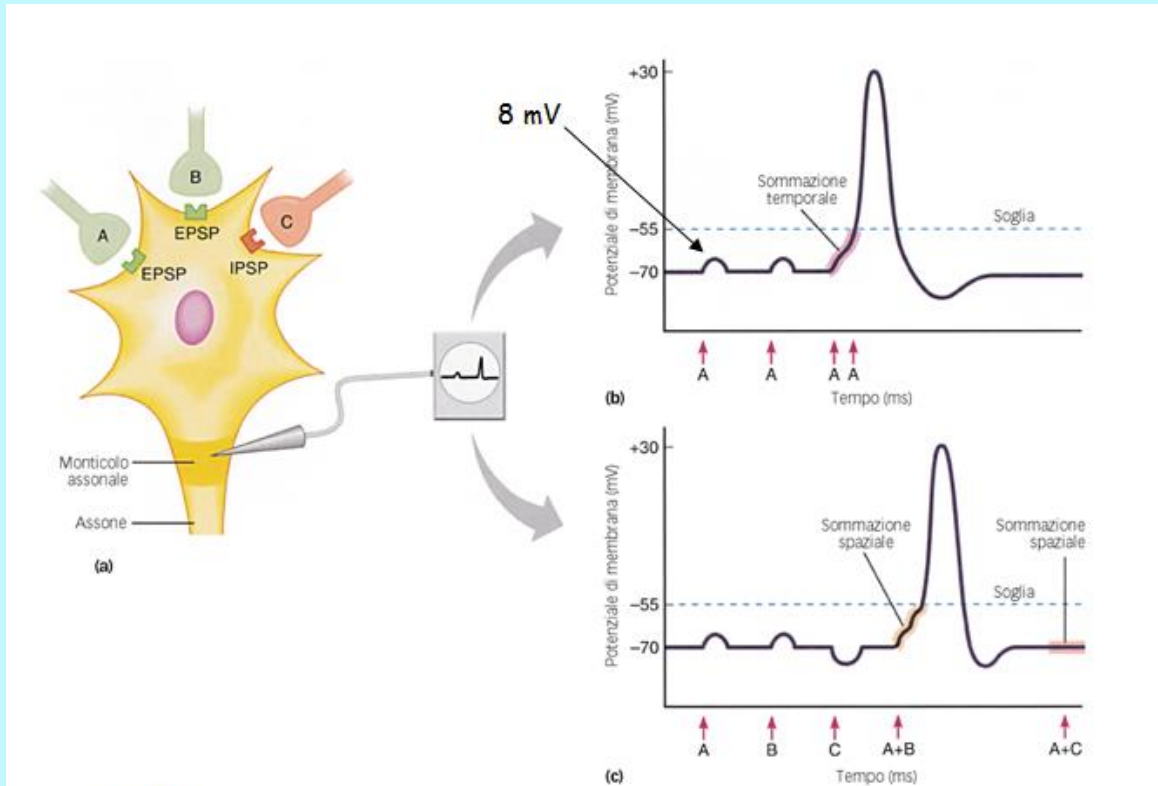 B
A
C
EPSP
EPSP
IPSP
Monticolo
assonale
Assone
(a)
8 mV
Potenziale di membrana (mV)
+30
-55
-70
Sommazione
temporale
Soglia
A
A
A
A
(b)
Tempo (ms)
Potenziale di membrana (mV)
+30
-55
-70
Sommazione
spaziale
Sommazione
spaziale
Soglia
A
B
C
A+B
A+C
(c)
Tempo (ms)